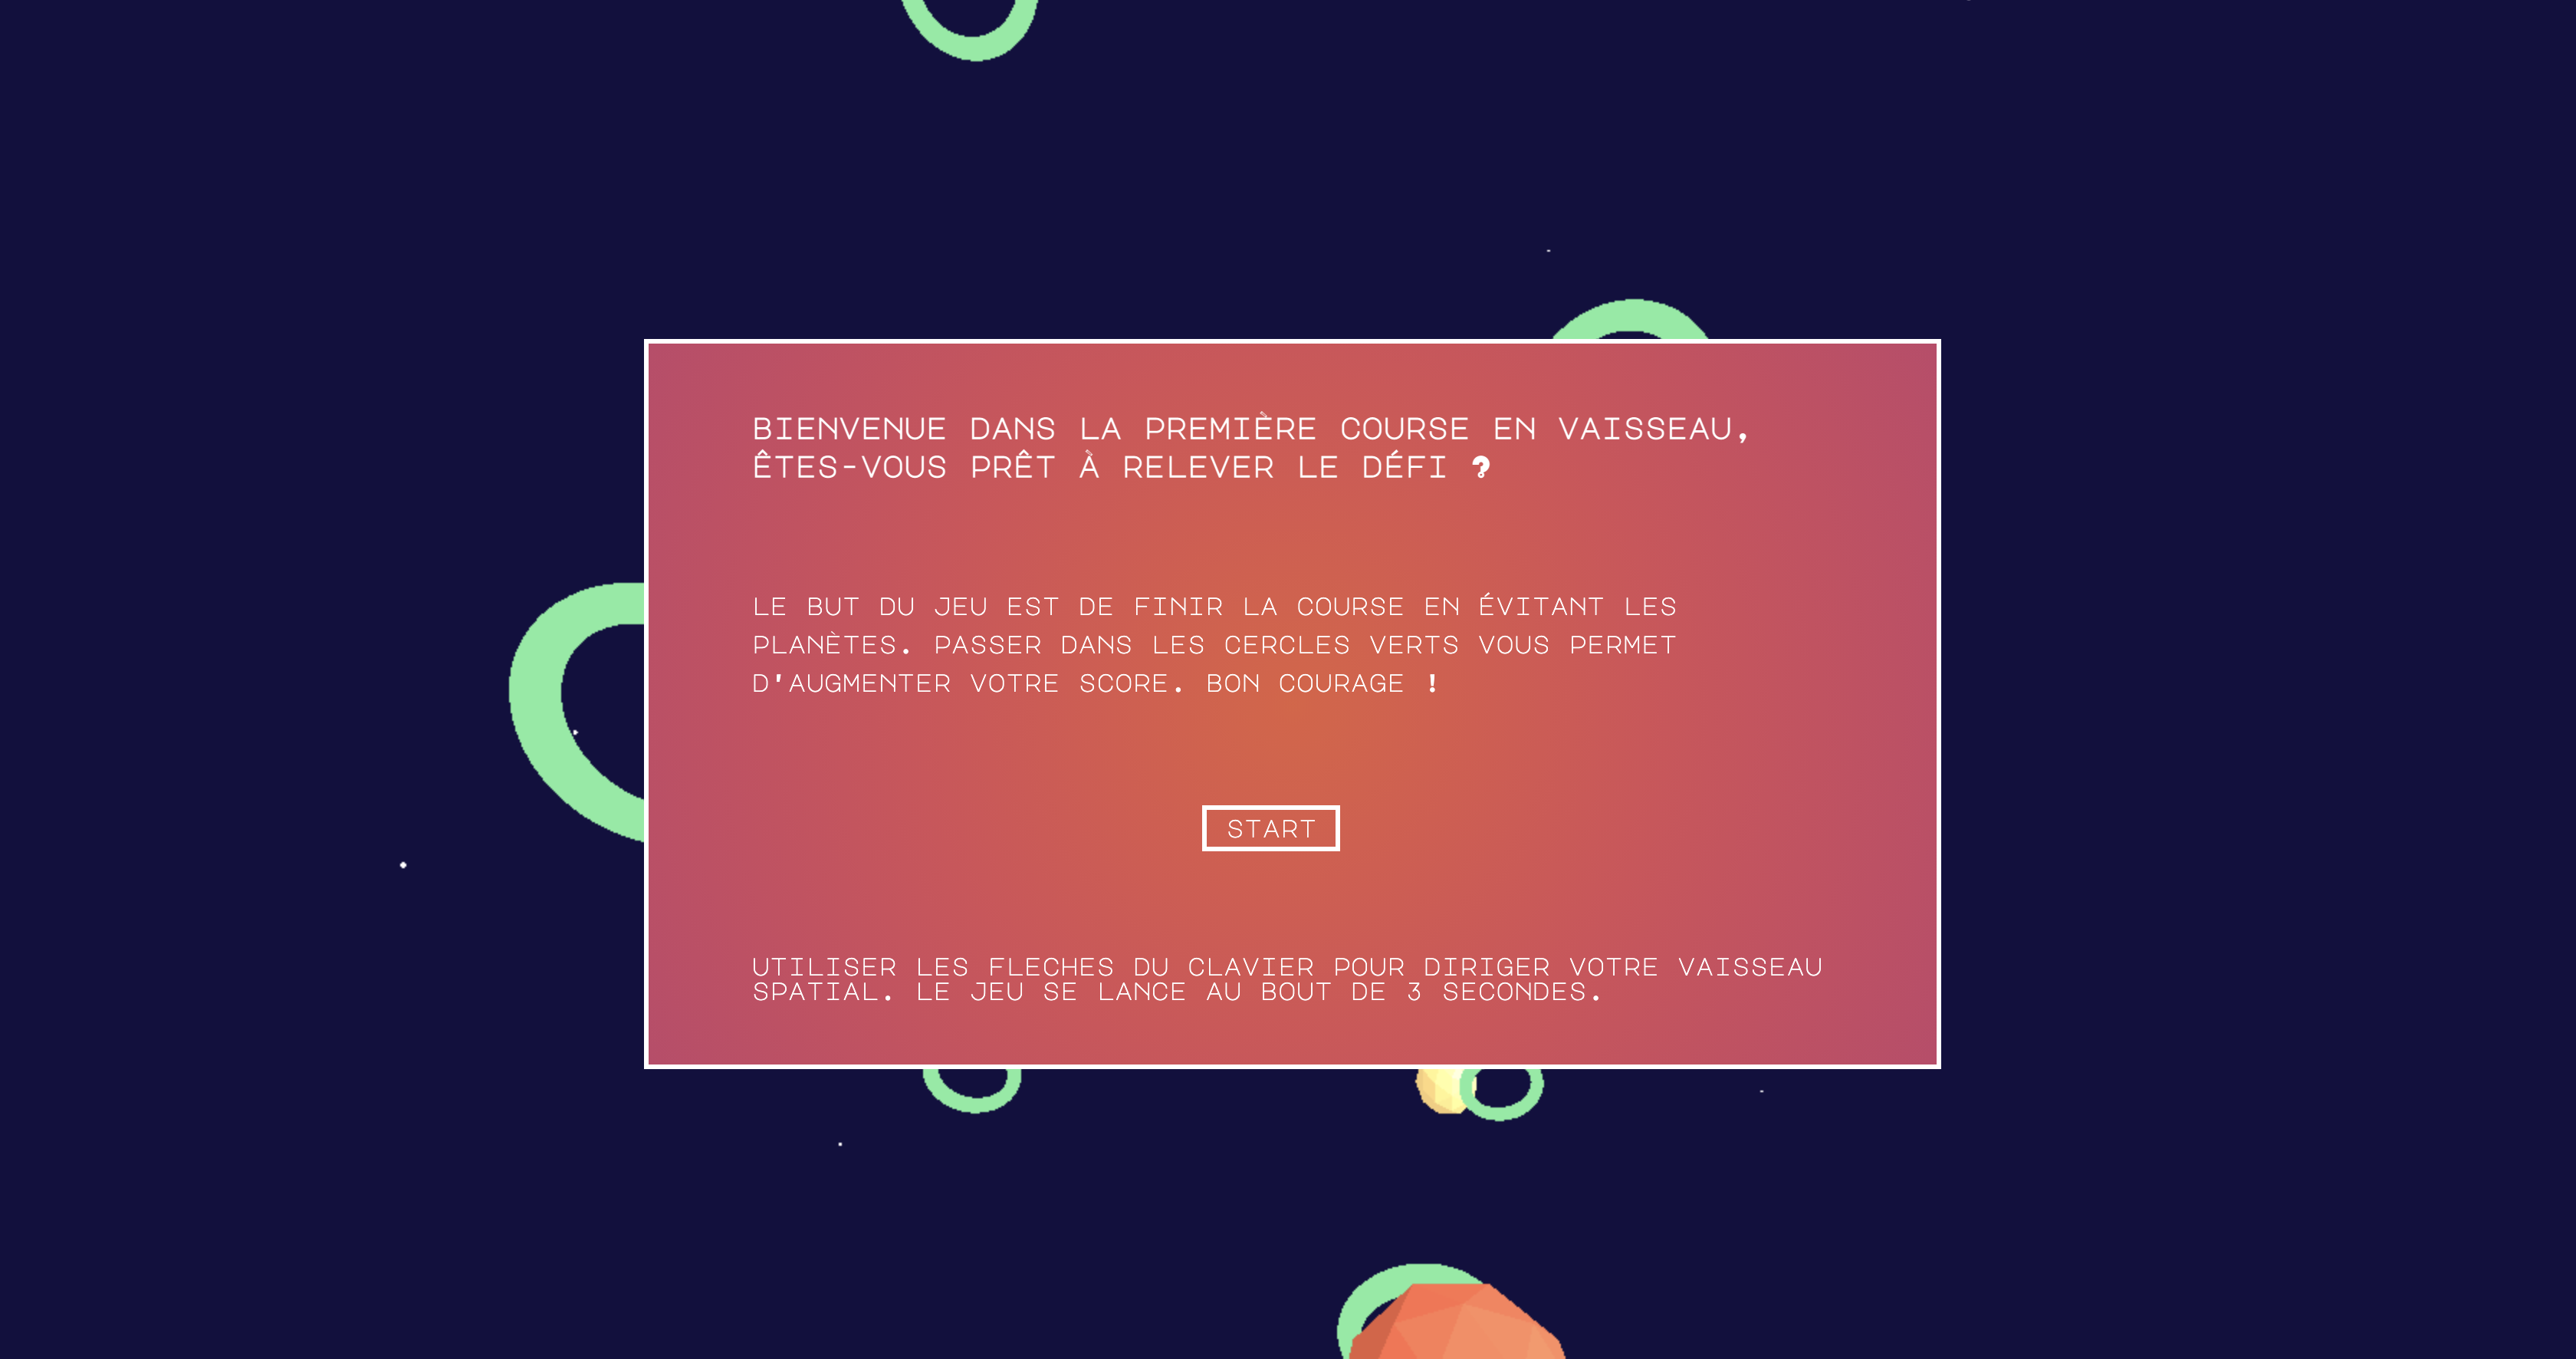 BIENVENUE DANS LA PREMIÈRE COURSE EN VAISSEAU,
ÊTES-VOUS PRÊT À RELEVER LE DÉFI ?
LE BUT DU JEU EST DE FINIR LA COURSE EN ÉVITANT LES
PLANÈTES. PASSER DANS LES CERCLES VERTS VOUS PERMET
D'AUGMENTER VOTRE SCORE. BON COURAGE !
START
UTILISER LES FLECHES DU CLAVIER POUR DIRIGER VOTRE VAISSEAU
SPATIAL. LE JEU SE LANCE AU BOUT DE 3 SECONDES.